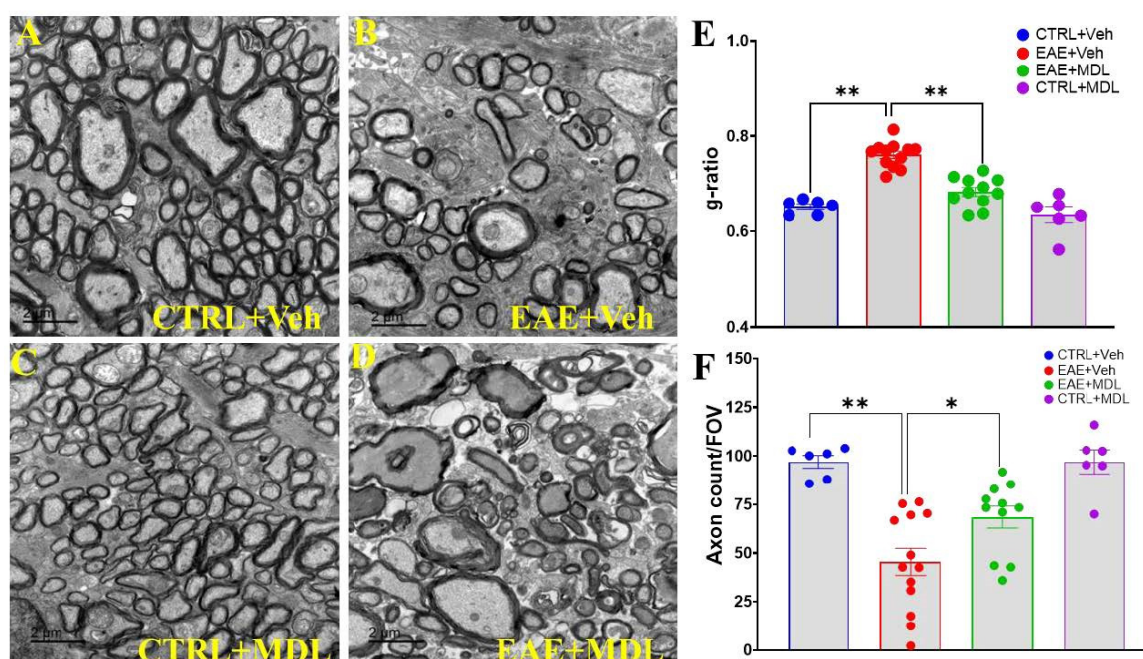 A
2 µm
CTRL+Veh
B
2 µm
EAE+Veh
C
2 µm
CTRL+MDL
D
2 µm
EAE+MDL
E
CTRL+Veh
EAE+Veh
EAE+MDL
CTRL+MDL
1.0
0.8
0.6
0.4
g-ratio
** **
F
CTRL+Veh
EAE+Veh
EAE+MDL
CTRL+MDL
150
125
100
75
50
25
0
Axon count/FOV
** *